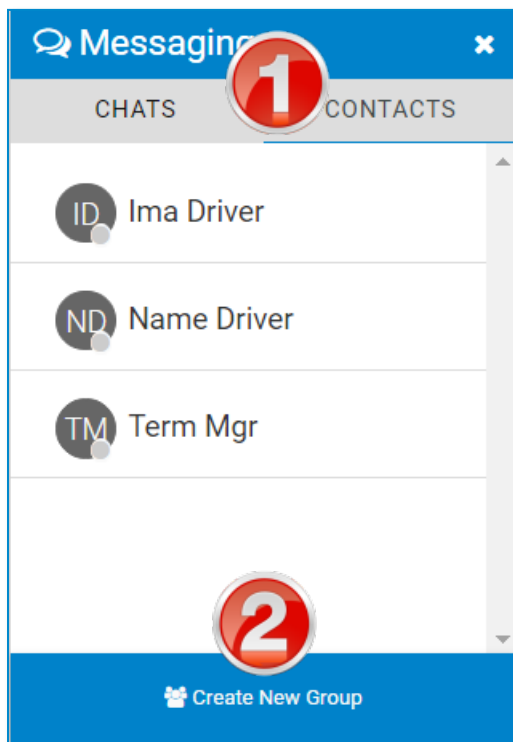 Messaging
1
CHATS CONTACTS
ID Ima Driver
ND Name Driver
TM Term Mgr
2
Create New Group